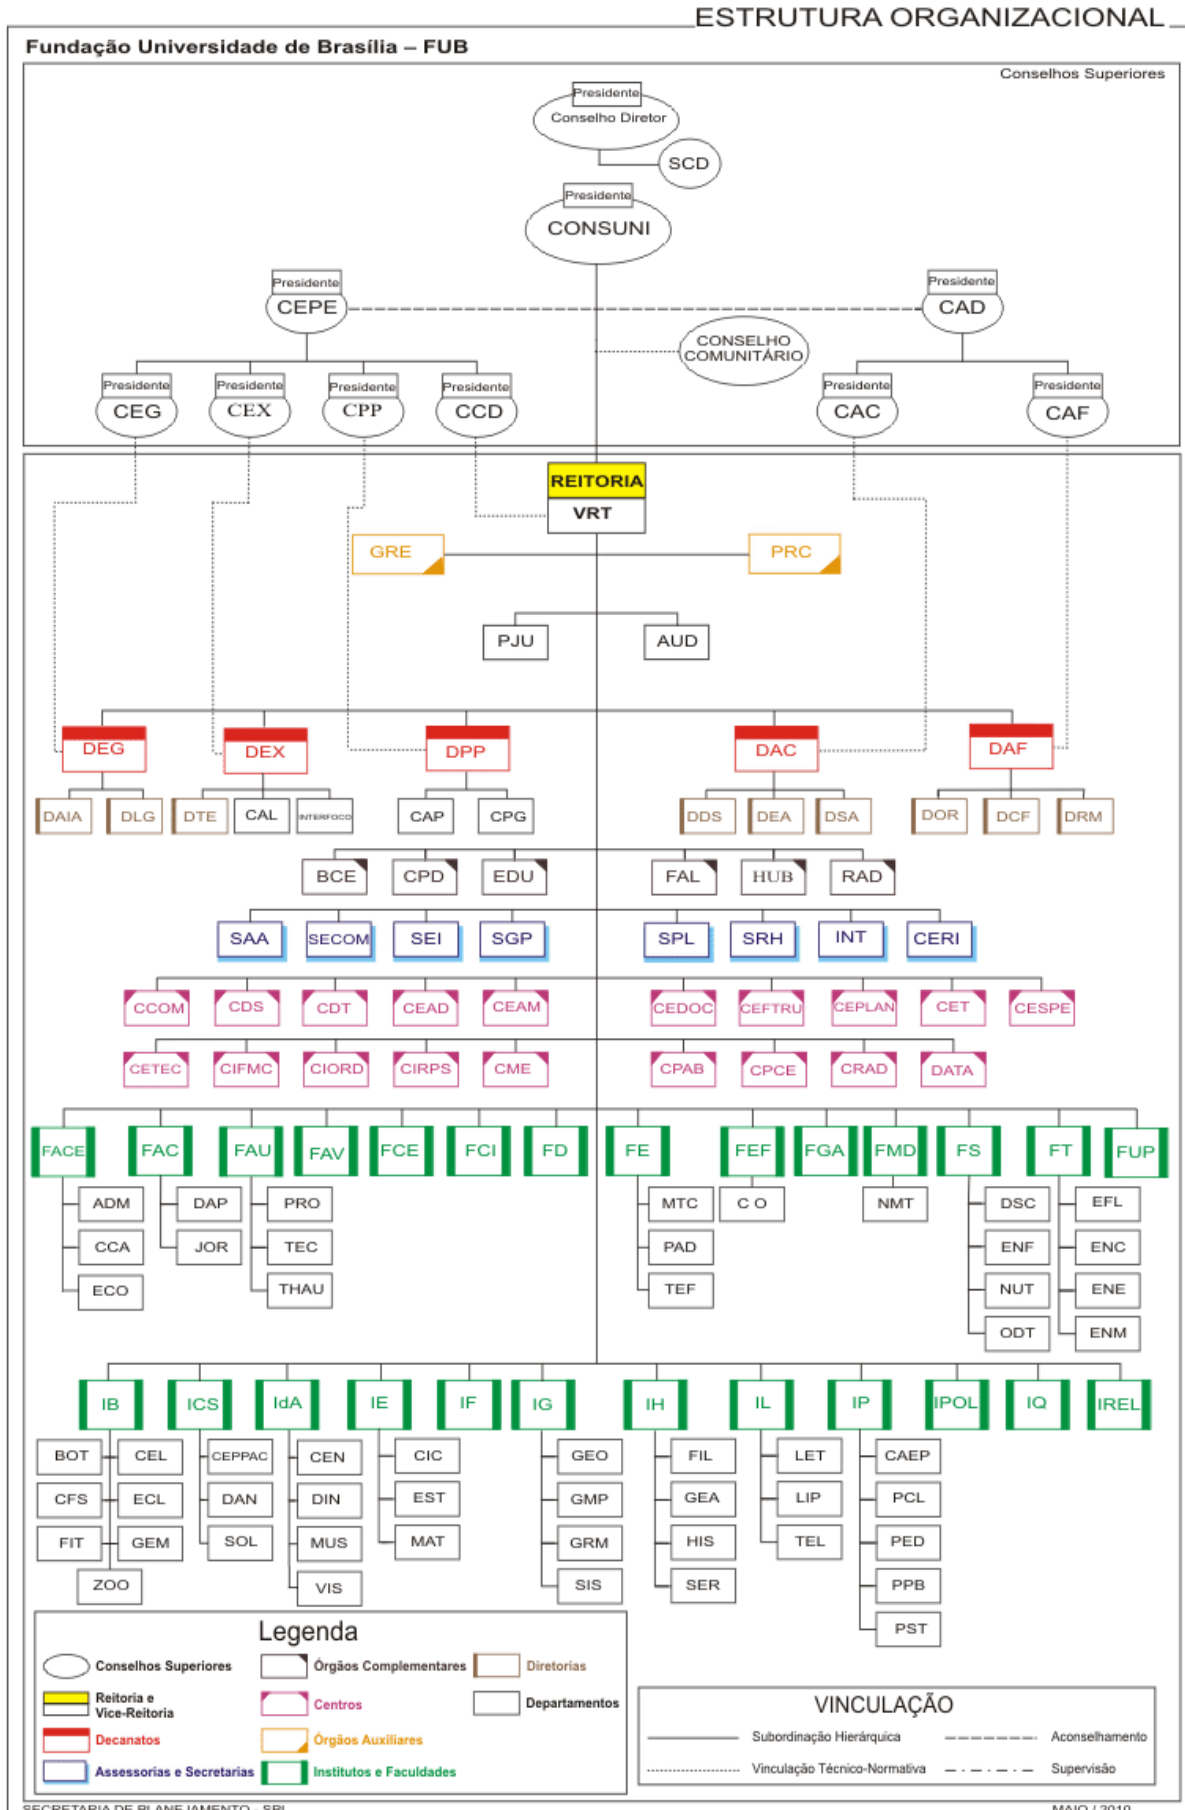 ESTRUTURA ORGANIZACIONAL
Fundação Universidade de Brasília – FUB
Conselhos Superiores
Presidente
Conselho Diretor
SCD
Presidente
CONSUNI
Presidente
CEPE
Presidente
CAD
CONSELHO
COMUNITÁRIO
Presidente Presidente Presidente Presidente Presidente Presidente
CEG CEX CPP CCD CAC CAF
REITORIA
VRT
GRE PRC
PJU AUD
DEG DEX DPP DAC DAF
DAIA DLG DTE CAL INTERFOCO CAP CPG DDS DEA DSA DOR DCF DRM
BCE CPD EDU FAL HUB RAD
SAA SECOM SEI SGP SPL SRH INT CERI
CCOM CDS CDT CEAD CEAM CEDOC CEFTRU CEPLAN CET CESPE
CETEC CIFMC CIORD CIRPS CME CPAB CPCE CRAD DATA
FACE FAC FAU FAV FCE FCI FD FE FEF FGA FMD FS FT FUP
ADM DAP PRO MTC C O NMT DSC EFL
CCA JOR TEC PAD ENF ENC
ECO THAU TEF NUT ENE
ODT ENM
IB ICS IdA IE IF IG IH IL IP IPOL IQ IREL
BOT CEL CEPPAC CEN CIC GEO FIL LET CAEP
CFS ECL DAN DIN EST GMP GEA LIP PCL
FIT GEM SOL MUS MAT GRM HIS TEL PED
ZOO VIS SIS SER PPB
PST
Legenda
Conselhos Superiores Órgãos Complementares Diretorias
Reitoria e
Vice-Reitoria
Centros Departamentos
Decanatos Órgãos Auxiliares
Assessorias e Secretarias Institutos e Faculdades
VINCULAÇÃO
Subordinação Hierárquica Aconselhamento
Vinculação Técnico-Normativa Supervisão
SECRETARIA DE PLANEJAMENTO - SPL MAIO / 2010